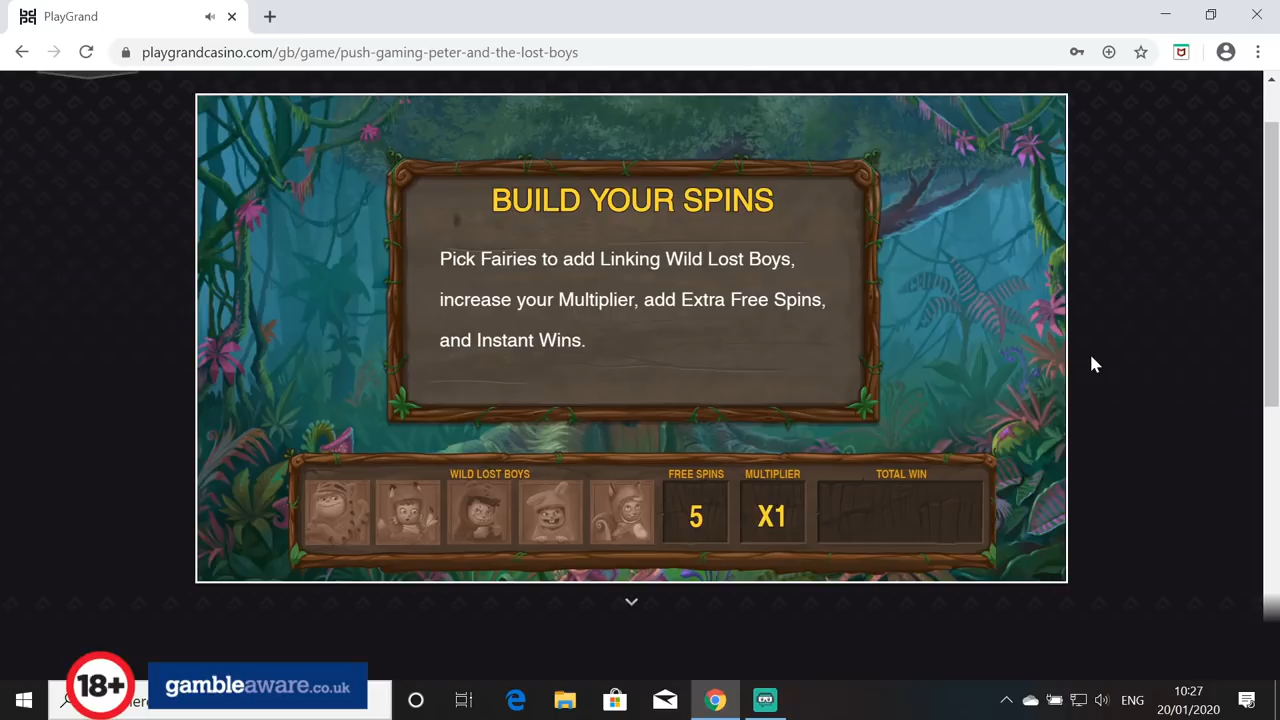 PlayGrand
playgrandcasino.com/gb/game/push-gaming-peter-and-the-lost-boys
BUILD YOUR SPINS
Pick Fairies to add Linking Wild Lost Boys,
increase your Multiplier, add Extra Free Spins,
and Instant Wins.
WILD LOST BOYS FREE SPINS MULTIPLIER TOTAL WIN
5 X1
18+ gambleaware.co.uk here
ENG 10:27
20/01/2020